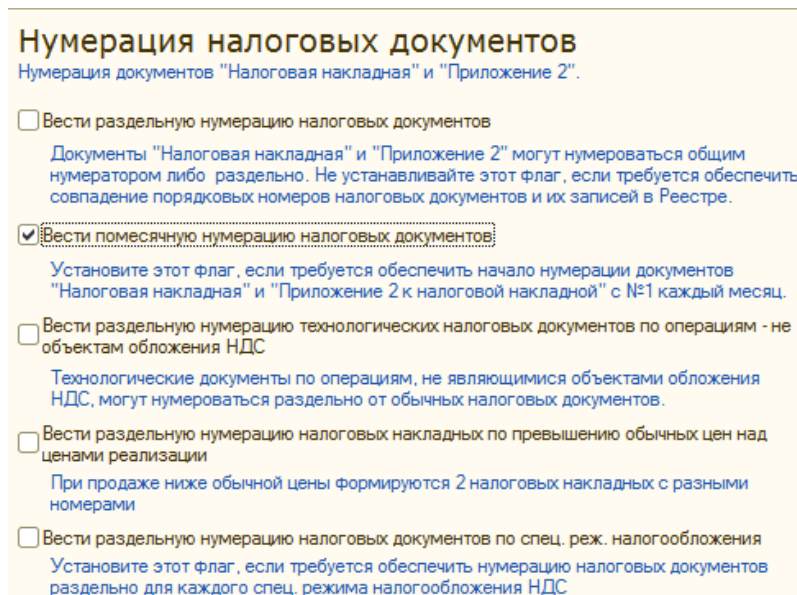 Нумерация налоговых документов
Нумерация документов "Налоговая накладная" и "Приложение 2".
Вести раздельную нумерацию налоговых документов
Документы "Налоговая накладная" и "Приложение 2" могут нумероваться общим
нумератором либо раздельно. Не устанавливайте этот флаг, если требуется обеспечить
совпадение порядковых номеров налоговых документов и их записей в Реестре.
Вести помесячную нумерацию налоговых документов
Установите этот флаг, если требуется обеспечить начало нумерации документов
"Налоговая накладная" и "Приложение 2 к налоговой накладной" с №1 каждый месяц.
Вести раздельную нумерацию технологических налоговых документов по операциям - не
объектам обложения НДС
Технологические документы по операциям, не являющимися объектами обложения
НДС, могут нумероваться раздельно от обычных налоговых документов.
Вести раздельную нумерацию налоговых накладных по превышению обычных цен над
ценами реализации
При продаже ниже обычной цены формируются 2 налоговых накладных с разными
номерами
Вести раздельную нумерацию налоговых документов по спец. реж. налогообложения
Установите этот флаг, если требуется обеспечить нумерацию налоговых документов
раздельно для каждого спец. режима налогообложения НДС